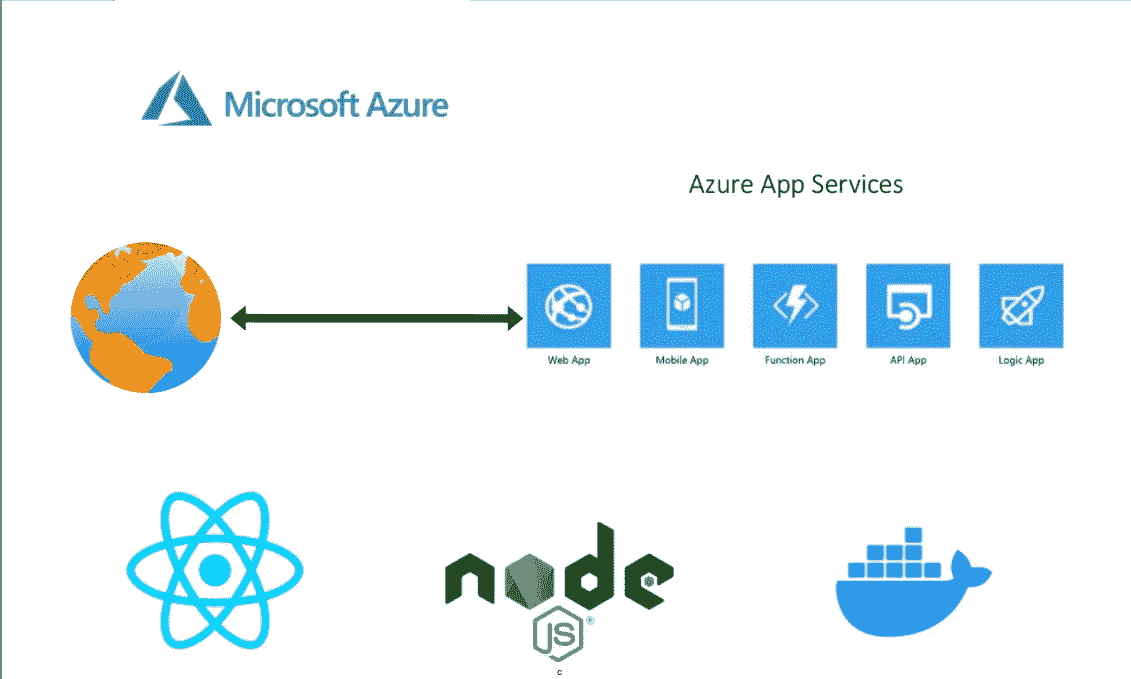 Microsoft Azure
Azure App Services
Web App
Mobile App
Function App
API App
Logic App
node
JS
®
c